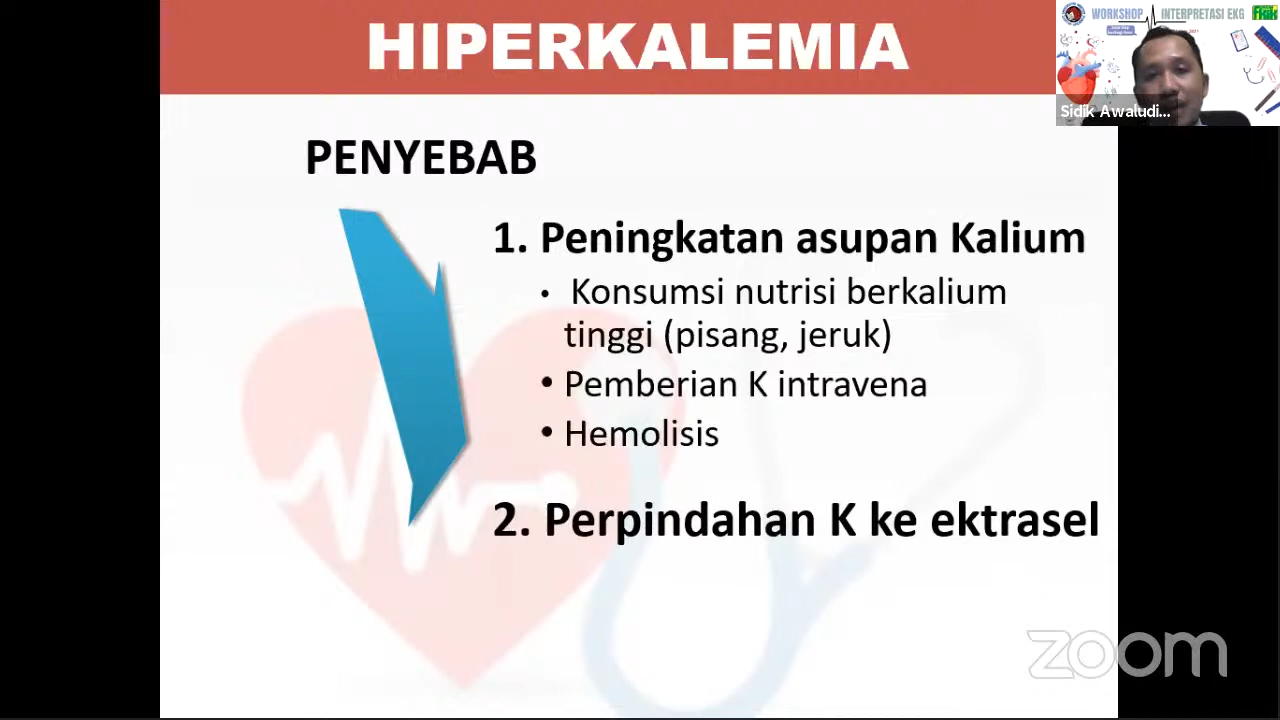 HIPERKALEMIA
WORKSHOP INTERPRETASI EKG
Sidik Awaludi...
PENYEBAB
1. Peningkatan asupan Kalium
• Konsumsi nutrisi berkalium
tinggi (pisang, jeruk)
• Pemberian K intravena
• Hemolisis
2. Perpindahan K ke ektrasel
zoom